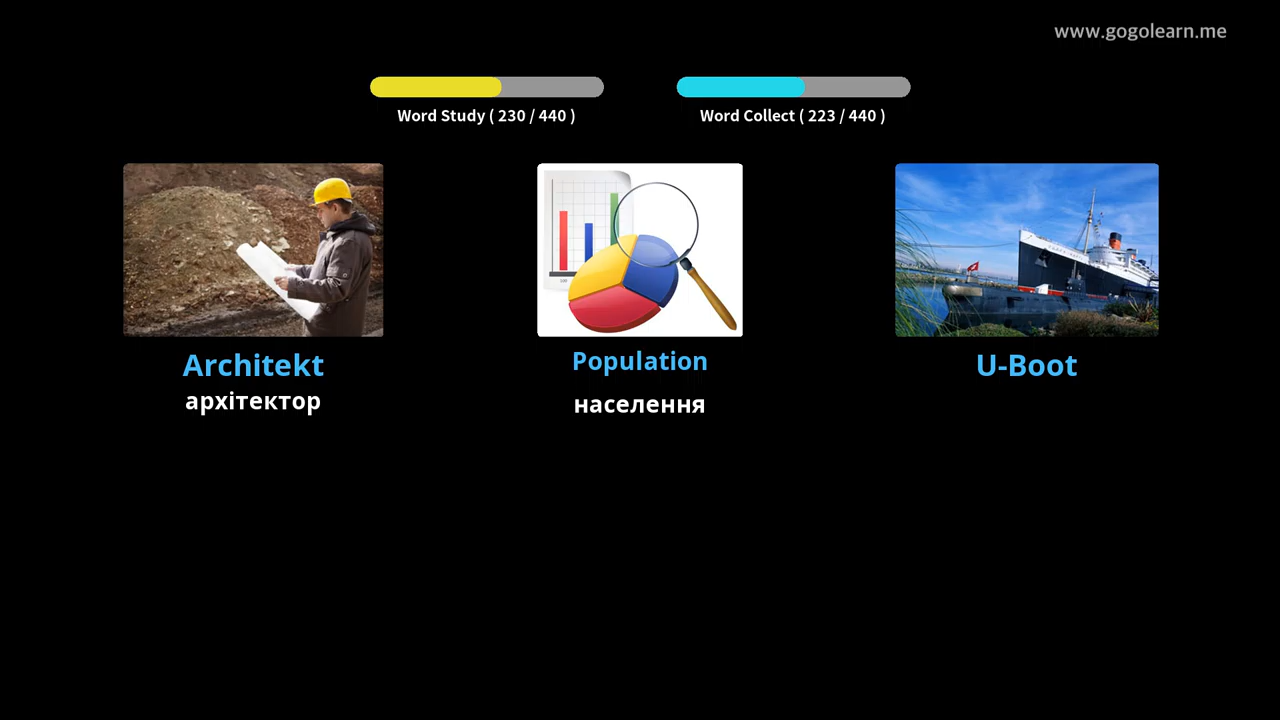 www.gogolearn.me
Word Study ( 230 / 440 )
Word Collect ( 223 / 440 )
Architekt
архітектор
Population
населення
U-Boot